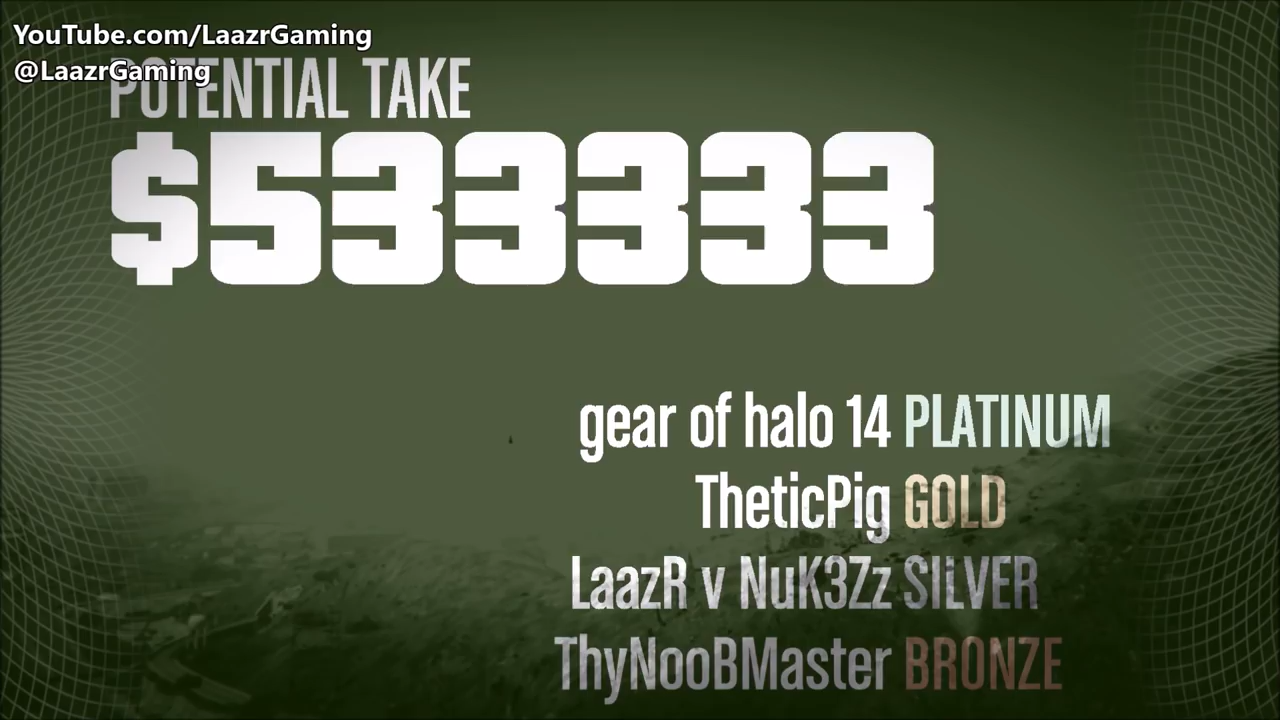 YouTube.com/LaazrGaming
@LaazrGaming
POTENTIAL TAKE
$533333
gear of halo 14 PLATINUM
TheticPig GOLD
LaazR v NuK3Zz SILVER
ThyNooBMaster BRONZE